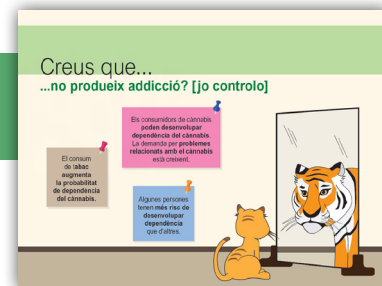 Creus que...
...no produeix addicció? [jo controlo]
Els consumidors de cànnabis
poden desenvolupar
dependència del cànnabis.
La demanda per problemes
relacionats amb el cànnabis
està creixent.
El consum
de tabac
augmenta
la probabilitat
de dependència
del cànnabis.
Algunes persones
tenen més risc de
desenvolupar
dependència
que d'altres.